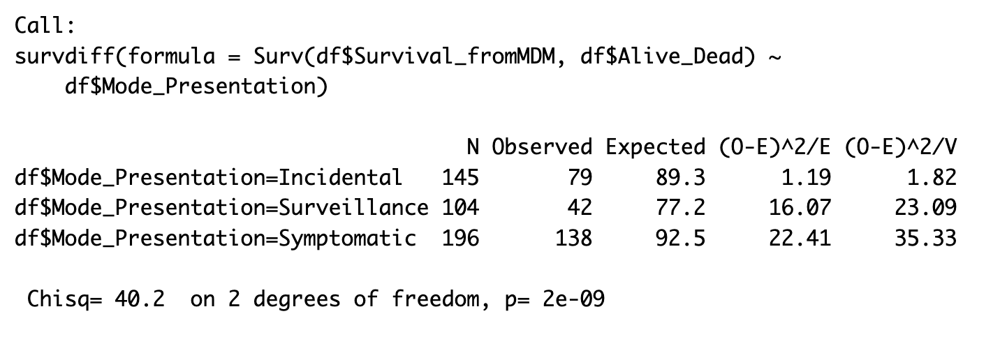 Call:
survdiff(formula = Surv(df$Survival_fromMDM, df$Alive_Dead) ~
    df$Mode_Presentation)
N Observed Expected (O-E)^2/E (O-E)^2/V
df$Mode_Presentation=Incidental 145 79 89.3 1.19 1.82
df$Mode_Presentation=Surveillance 104 42 77.2 16.07 23.09
df$Mode_Presentation=Symptomatic 196 138 92.5 22.41 35.33
Chisq= 40.2 on 2 degrees of freedom, p= 2e-09